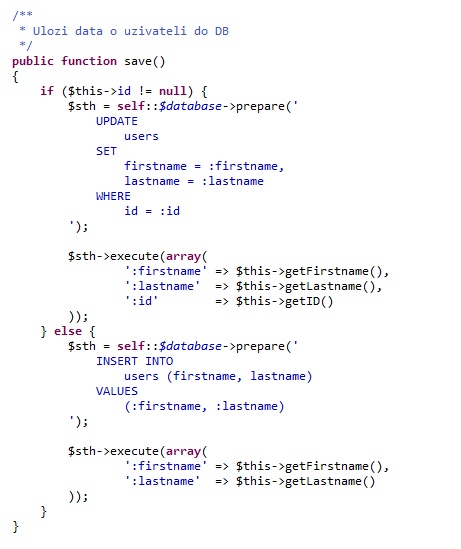 /**
 * Ulozi data o uzivateli do DB
 */
public function save()
{
    if ($this->id != null) {
        $sth = self::$database->prepare('
            UPDATE
                users
            SET
                firstname = :firstname,
                lastname = :lastname
            WHERE
                id = :id
        ');

        $sth->execute(array(
                ':firstname' => $this->getFirstname(),
                ':lastname'  => $this->getLastname(),
                ':id'        => $this->getID()
        ));
    } else {
        $sth = self::$database->prepare('
            INSERT INTO
                users (firstname, lastname)
            VALUES
                (:firstname, :lastname)
        ');

        $sth->execute(array(
                ':firstname' => $this->getFirstname(),
                ':lastname'  => $this->getLastname()
        ));
    }
}